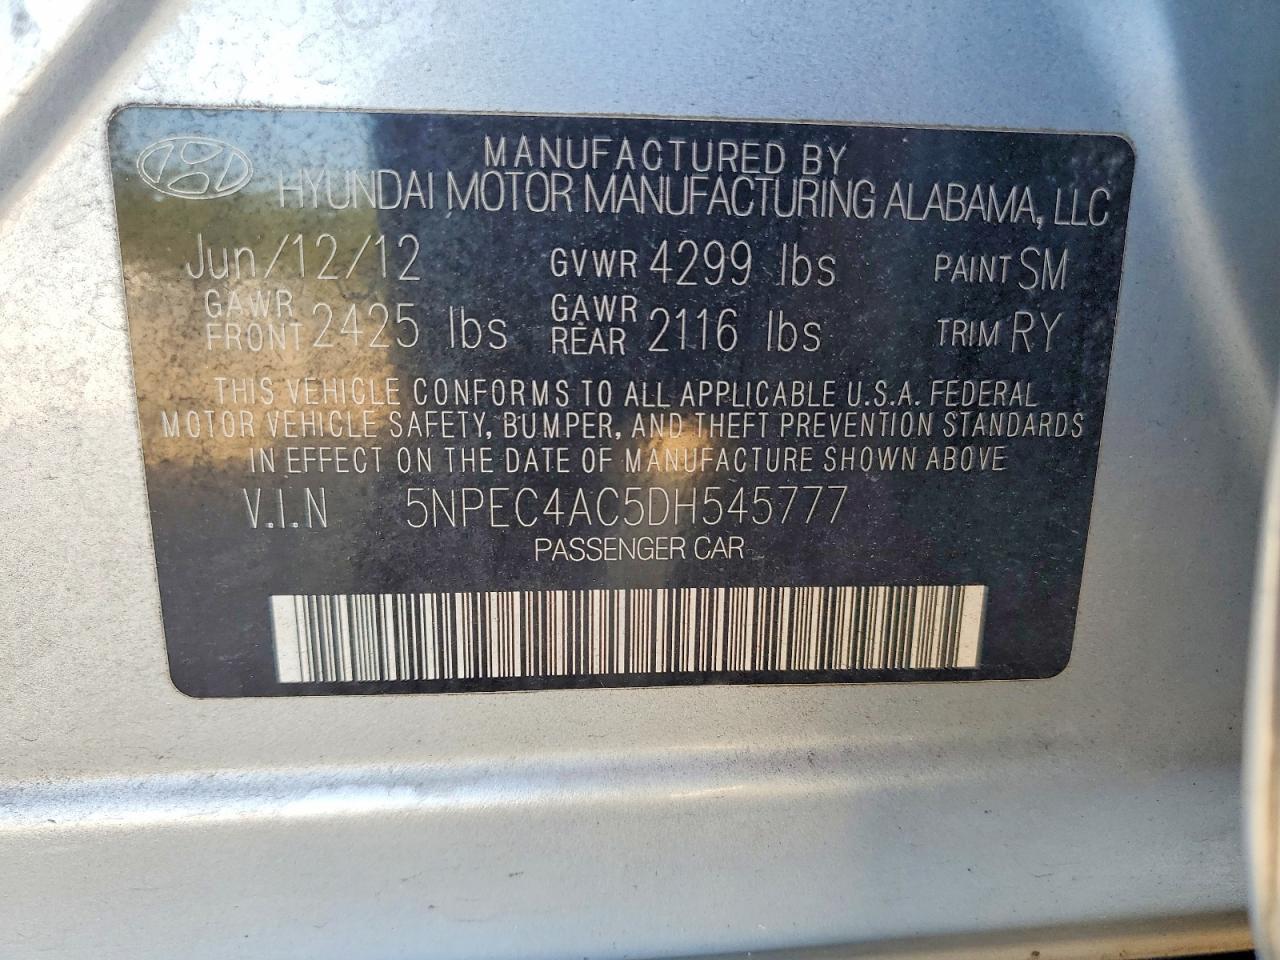 MANUFACTURED BY
HYUNDAI MOTOR MANUFACTURING ALABAMA, LLC
Jun/12/12 GVWR 4299 lbs PAINT SM
GAWR FRONT 2425 lbs GAWR REAR 2116 lbs TRIM RY
THIS VEHICLE CONFORMS TO ALL APPLICABLE U.S.A. FEDERAL
MOTOR VEHICLE SAFETY, BUMPER, AND THEFT PREVENTION STANDARDS
IN EFFECT ON THE DATE OF MANUFACTURE SHOWN ABOVE
V.I.N 5NPEC4AC5DH545777
PASSENGER CAR